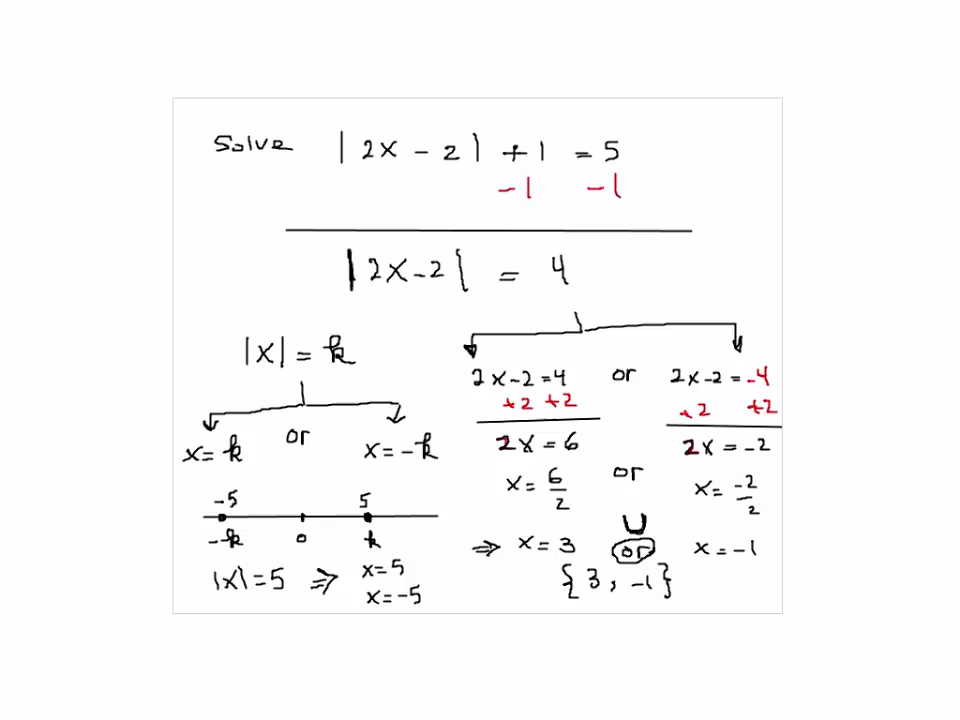 Solve |2x - 2| + 1 = 5
-1 -1
|2x-2| = 4
|x| = k
x = k or x = -k
-5 5
-k 0 k
|x| = 5 ⇒ x=5
x=-5
2x-2=4 or 2x-2=-4
+2 +2 +2 +2
2x = 6 2x = -2
x = 6/2 or x = -2/2
∪
⇒ x = 3 or x = -1
{3, -1}